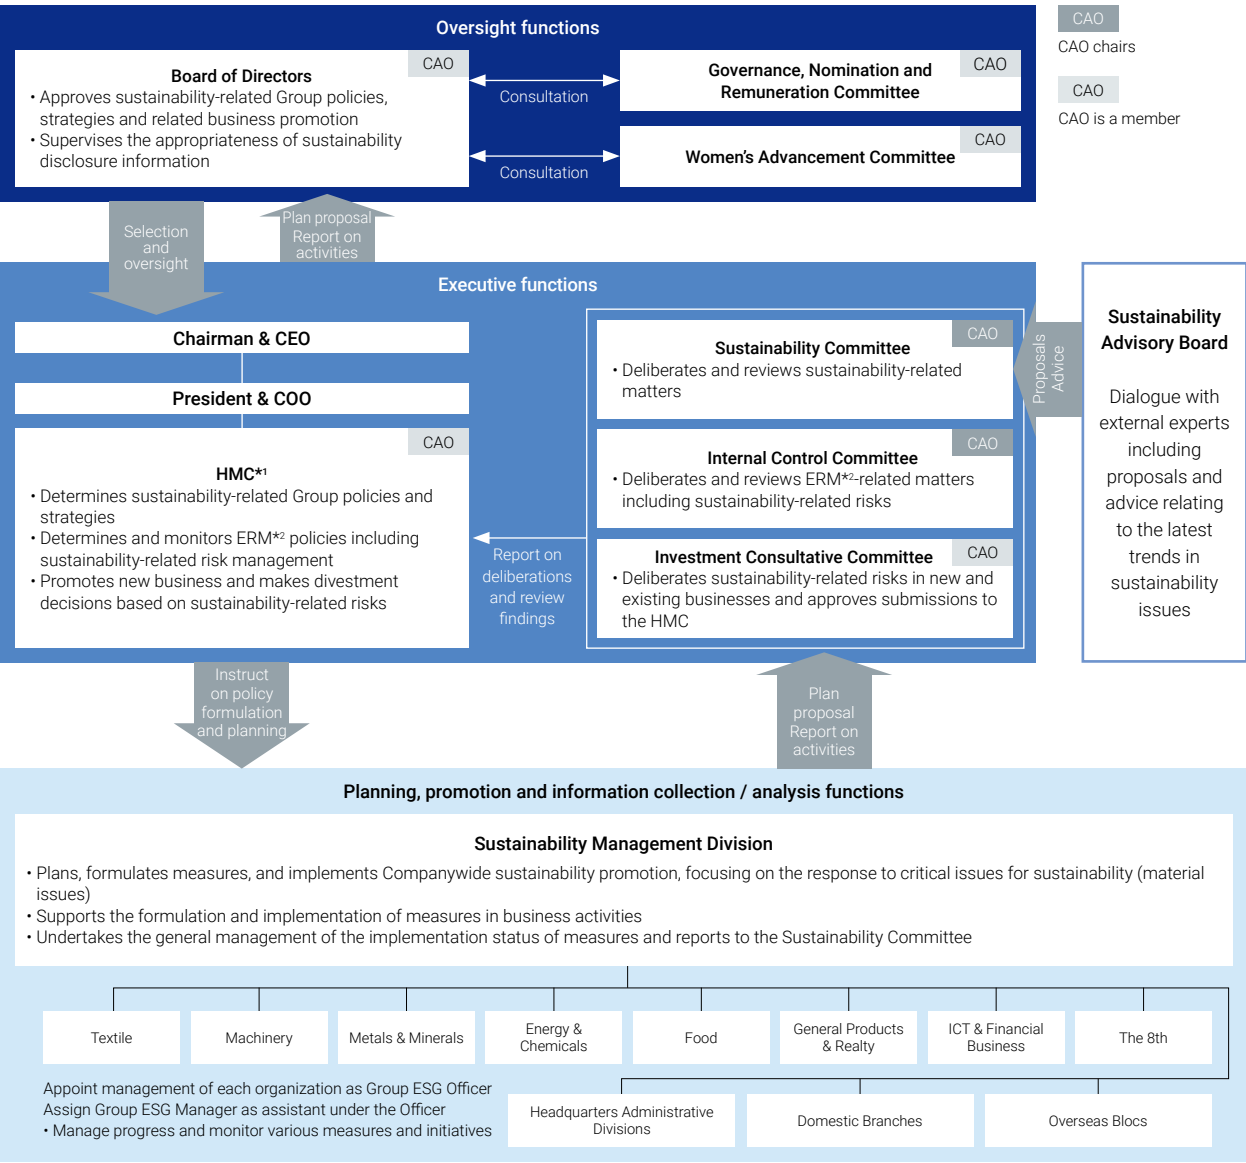 Oversight functions
CAO
Board of Directors
• Approves sustainability-related Group policies,
strategies and related business promotion
• Supervises the appropriateness of sustainability
disclosure information
Consultation
Consultation
CAO
Governance, Nomination and
Remuneration Committee
CAO
Women's Advancement Committee
CAO
CAO chairs
CAO
CAO is a member
Selection
and
oversight
Plan proposal
Report on
activities
Executive functions
Chairman & CEO
President & COO
CAO
HMC*1
• Determines sustainability-related Group policies and
strategies
• Determines and monitors ERM*2 policies including
sustainability-related risk management
• Promotes new business and makes divestment
decisions based on sustainability-related risks
Report on
deliberations
and review
findings
CAO
Sustainability Committee
• Deliberates and reviews sustainability-related
matters
CAO
Internal Control Committee
• Deliberates and reviews ERM*2-related matters
including sustainability-related risks
CAO
Investment Consultative Committee
• Deliberates sustainability-related risks in new and
existing businesses and approves submissions to
the HMC
Proposals
Advice
Sustainability
Advisory Board
Dialogue with
external experts
including
proposals and
advice relating
to the latest
trends in
sustainability
issues
Instruct
on policy
formulation
and planning
Plan
proposal
Report on
activities
Planning, promotion and information collection / analysis functions
Sustainability Management Division
• Plans, formulates measures, and implements Companywide sustainability promotion, focusing on the response to critical issues for sustainability (material
issues)
• Supports the formulation and implementation of measures in business activities
• Undertakes the general management of the implementation status of measures and reports to the Sustainability Committee
Textile
Machinery
Metals & Minerals
Energy &
Chemicals
Food
General Products
& Realty
ICT & Financial
Business
The 8th
Appoint management of each organization as Group ESG Officer
Assign Group ESG Manager as assistant under the Officer
• Manage progress and monitor various measures and initiatives
Headquarters Administrative
Divisions
Domestic Branches
Overseas Blocs